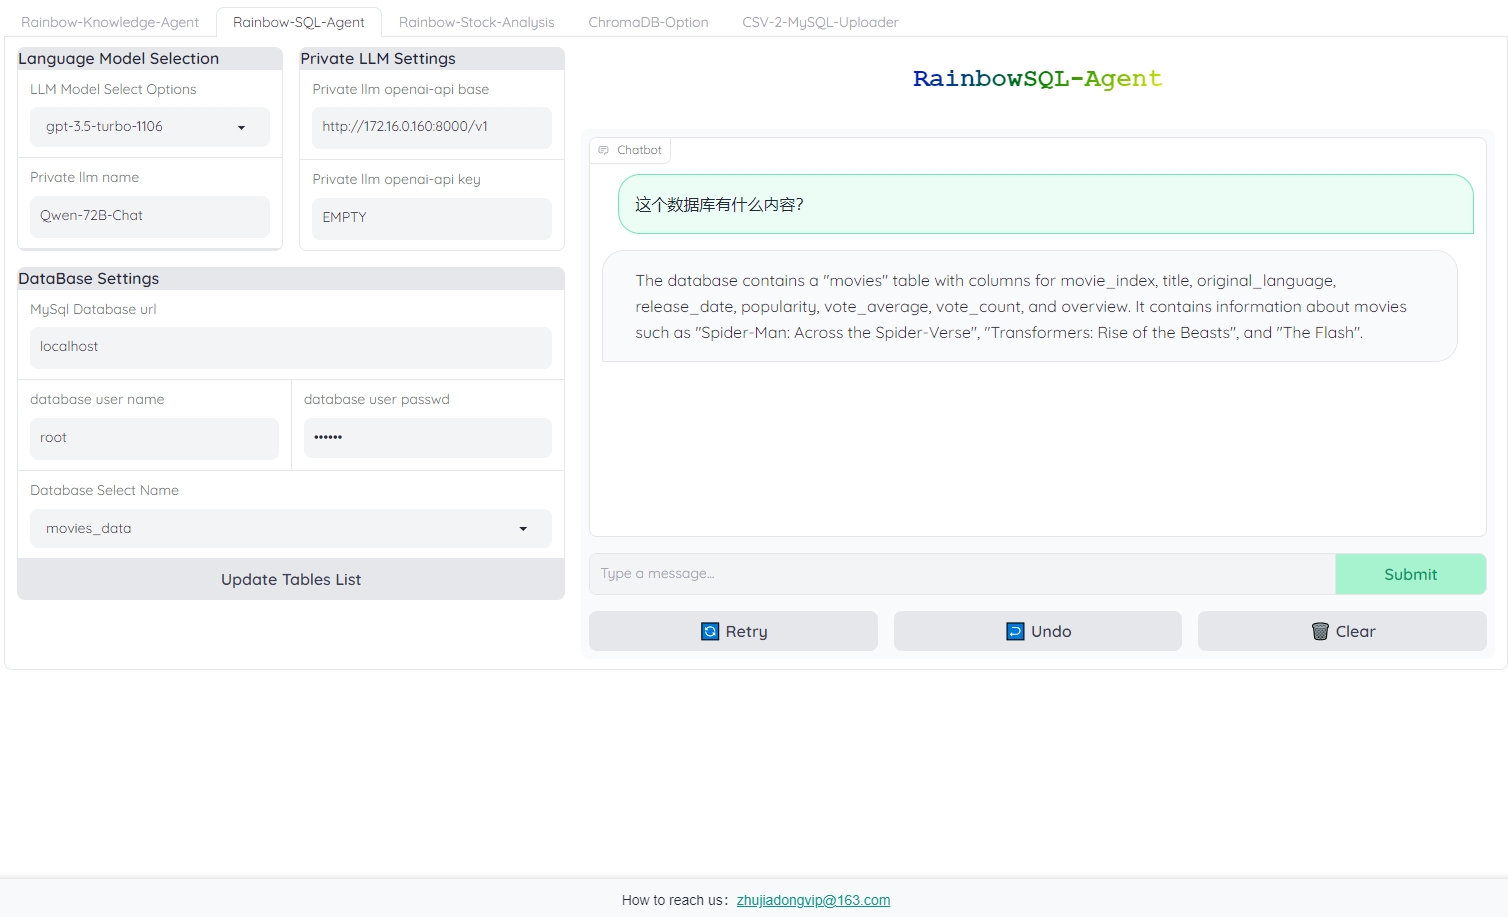 Rainbow-Knowledge-Agent
Rainbow-SQL-Agent
Rainbow-Stock-Analysis
ChromaDB-Option
CSV-2-MySQL-Uploader
Language Model Selection
LLM Model Select Options
gpt-3.5-turbo-1106
Private llm name
Qwen-72B-Chat
Private LLM Settings
Private llm openai-api base
http://172.16.0.160:8000/v1
Private llm openai-api key
EMPTY
DataBase Settings
MySql Database url
localhost
database user name
root
database user passwd
••••••
Database Select Name
movies_data
Update Tables List
RainbowSQL-Agent
Chatbot
这个数据库有什么内容?
The database contains a "movies" table with columns for movie_index, title, original_language,
release_date, popularity, vote_average, vote_count, and overview. It contains information about movies
such as "Spider-Man: Across the Spider-Verse", "Transformers: Rise of the Beasts", and "The Flash".
Type a message...
Submit
Retry
Undo
Clear
How to reach us：zhujiadongvip@163.com